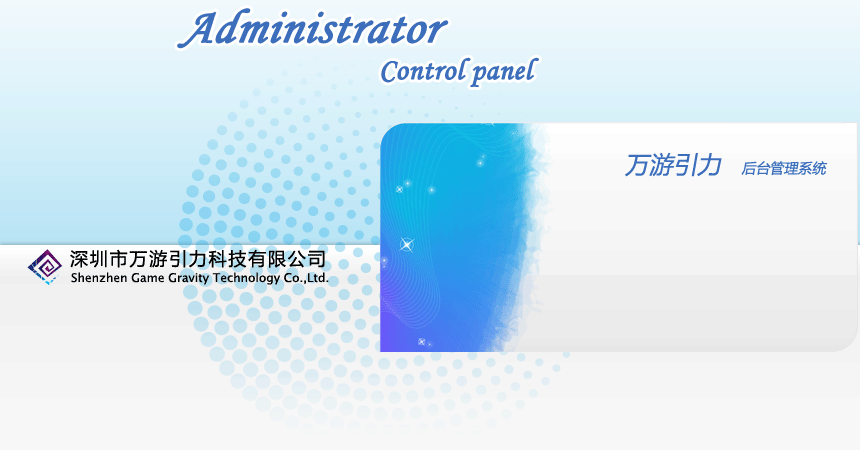 Administrator
Control panel
万游引力 后台管理系统
深圳市万游引力科技有限公司
Shenzhen Game Gravity Technology Co.,Ltd.